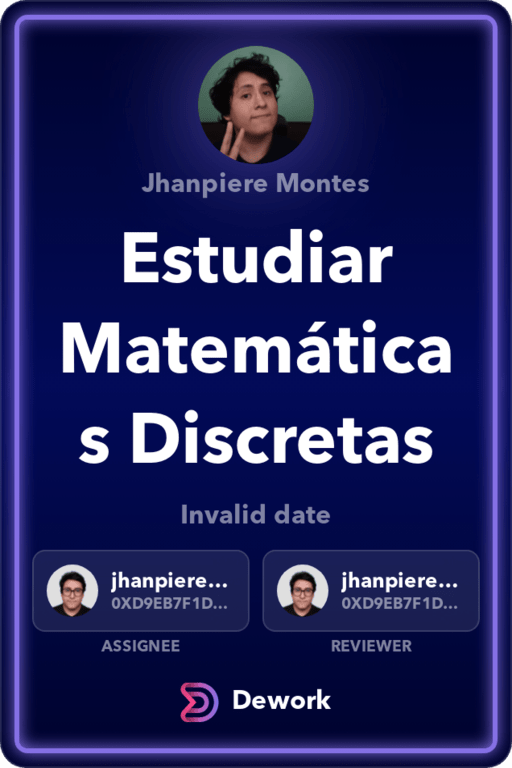 Jhanpiere Montes
Estudiar
Matemática
s Discretas
Invalid date
jhanpiere... jhanpiere...
0XD9EB7F1D... 0XD9EB7F1D...
ASSIGNEE REVIEWER
Dework